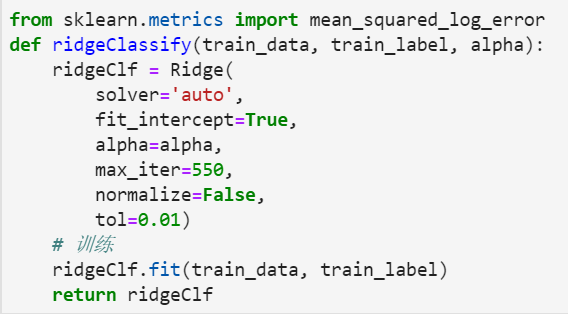 from sklearn.metrics import mean_squared_log_error
def ridgeClassify(train_data, train_label, alpha):
    ridgeClf = Ridge(
        solver='auto',
        fit_intercept=True,
        alpha=alpha,
        max_iter=550,
        normalize=False,
        tol=0.01)
    # 训练
    ridgeClf.fit(train_data, train_label)
    return ridgeClf